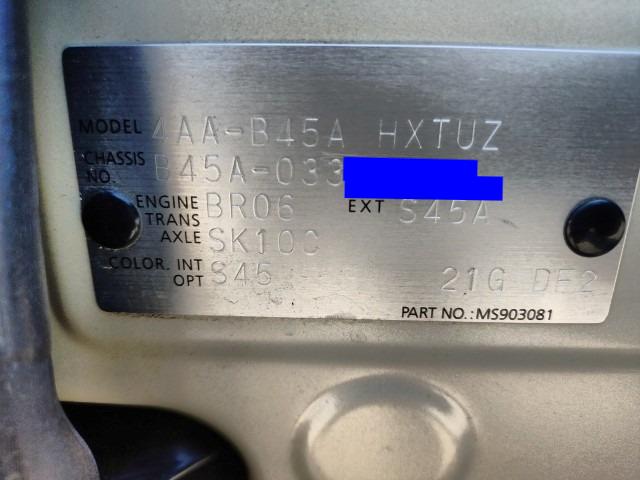 MODEL 4AA-B45A HXTUZ
CHASSIS NO. B45A-033
ENGINE BR06 EXT S45A
TRANS AXLE SK10C
COLOR. INT S45
OPT 21G DE2
PART NO.: MS903081